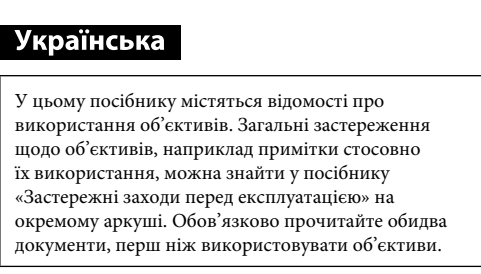 Українська
У цьому посібнику містяться відомості про
використання об’єктивів. Загальні застереження
щодо об’єктивів, наприклад примітки стосовно
їх використання, можна знайти у посібнику
«Застережні заходи перед експлуатацією» на
окремому аркуші. Обов’язково прочитайте обидва
документи, перш ніж використовувати об’єктиви.